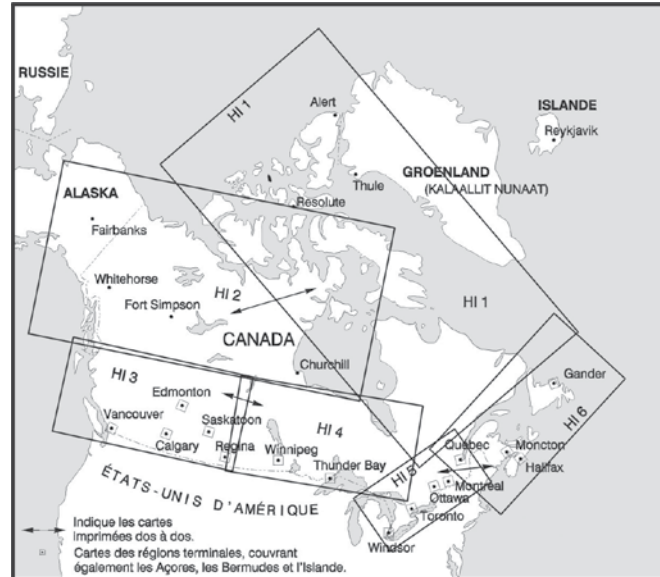 RUSSIE
HI 1
Alert
ISLANDE
Reykjavik
Thule
GROENLAND
(KALAALLIT NUNAAT)
ALASKA
Resolute
Fairbanks
Whitehorse
HI 2
HI 1
Fort Simpson
CANADA
Churchill
HI 3
Edmonton
Gander
Vancouver
Saskatoon
HI 4
HI 6
Calgary
Regina
Winnipeg
Québec
Moncton
Halifax
Thunder Bay
HI 5
Montréal
Ottawa
Toronto
Windsor
ÉTATS-UNIS D'AMÉRIQUE
Indique les cartes
Imprimées dos à dos.
Cartes des régions terminales, couvrant
également les Açores, les Bermudes et l'Islande.